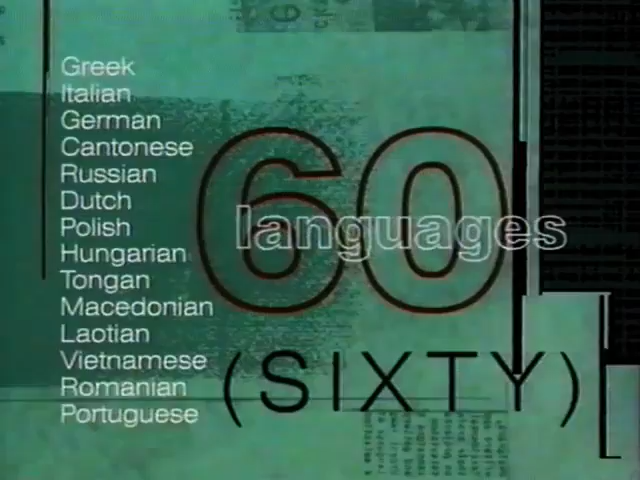 Greek
Italian
German
Cantonese
Russian
Dutch
Polish
Hungarian
Tongan
Macedonian
Laotian
Vietnamese
Romanian
Portuguese
60
languages
(SIXTY)